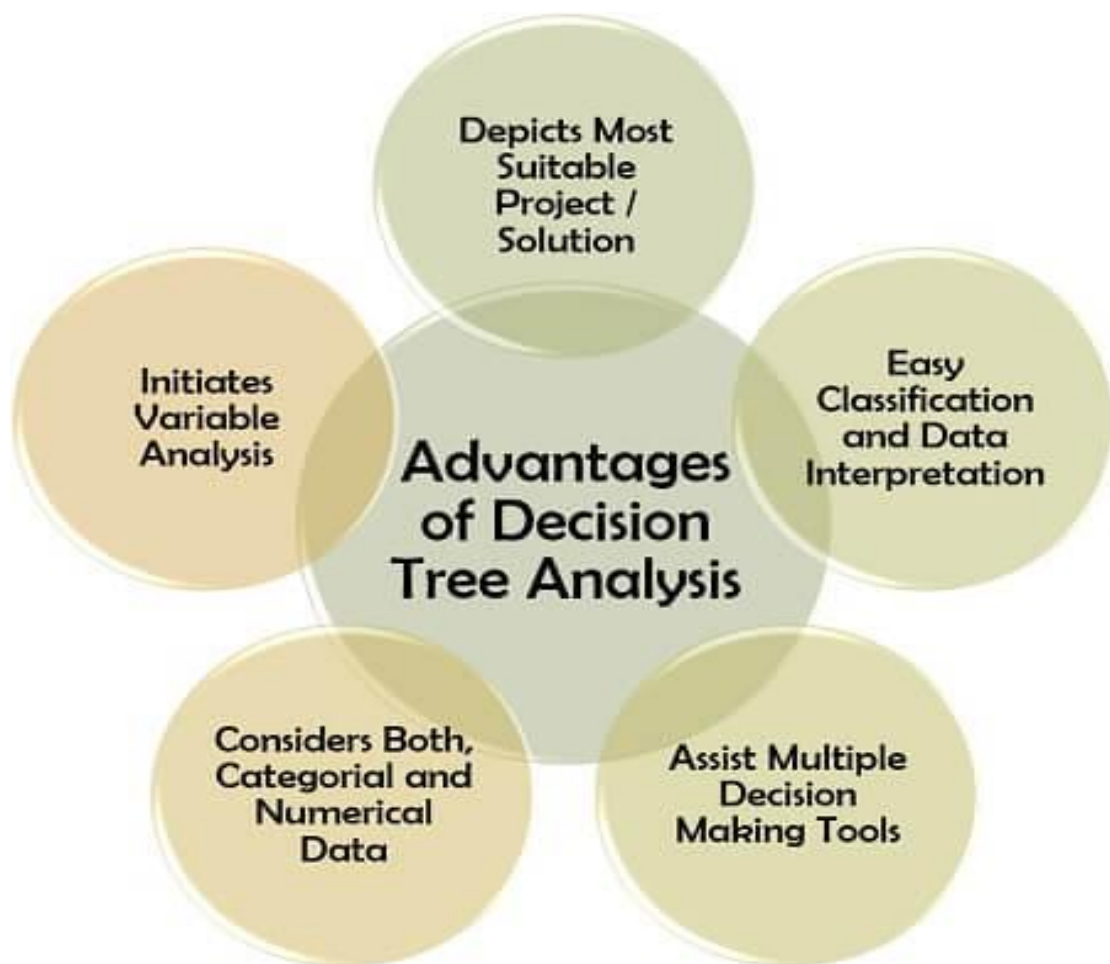 Depicts Most
Suitable
Project /
Solution
Easy
Classification
and Data
Interpretation
Assist Multiple
Decision
Making Tools
Considers Both,
Categorial and
Numerical
Data
Initiates
Variable
Analysis
Advantages
of Decision
Tree Analysis